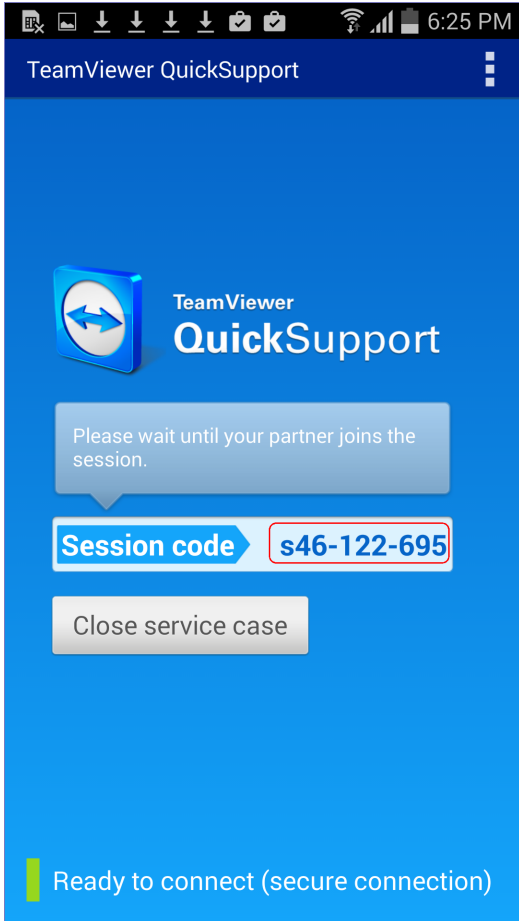 6:25 PM
TeamViewer QuickSupport
TeamViewer
QuickSupport
Please wait until your partner joins the
session.
Session code s46-122-695
Close service case
Ready to connect (secure connection)